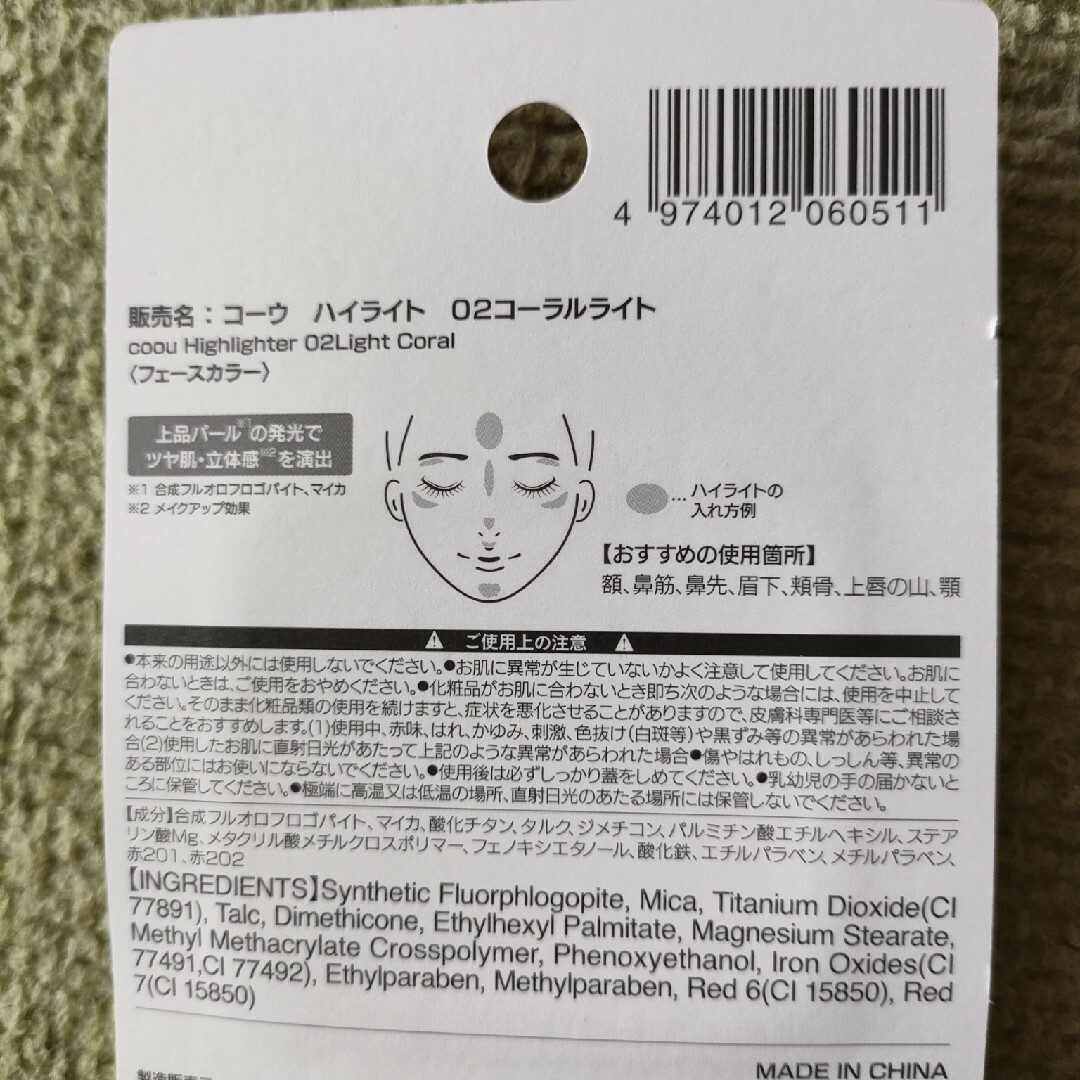 4 974012 060511
販売名：コーウ　ハイライト　02コーラルライト
coou Highlighter 02Light Coral
〈フェースカラー〉
上品パール※1の発光で
ツヤ肌・立体感※2を演出
※1 合成フルオロフロゴパイト、マイカ
※2 メイクアップ効果
…ハイライトの
入れ方例
【おすすめの使用箇所】
額、鼻筋、鼻先、眉下、頬骨、上唇の山、顎
ご使用上の注意
●本来の用途以外には使用しないでください。●お肌に異常が生じていないかよく注意して使用してください。お肌に
合わないときは、ご使用をおやめください。●化粧品がお肌に合わないとき即ち次のような場合には、使用を中止して
ください。そのまま化粧品類の使用を続けますと、症状を悪化させることがありますので、皮膚科専門医等にご相談さ
れることをおすすめします。(1)使用中、赤味、はれ、かゆみ、刺激、色抜け(白斑等)や黒ずみ等の異常があらわれた場
合(2)使用したお肌に直射日光があたって上記のような異常があらわれた場合●傷やはれもの、しっしん等、異常の
ある部位にはお使いにならないでください。●使用後は必ずしっかり蓋をしめてください。●乳幼児の手の届かないと
ころに保管してください。●極端に高温又は低温の場所、直射日光のあたる場所には保管しないでください。
【成分】合成フルオロフロゴパイト、マイカ、酸化チタン、タルク、ジメチコン、パルミチン酸エチルヘキシル、ステア
リン酸Mg、メタクリル酸メチルクロスポリマー、フェノキシエタノール、酸化鉄、エチルパラベン、メチルパラベン、
赤201、赤202
【INGREDIENTS】Synthetic Fluorphlogopite, Mica, Titanium Dioxide(CI
77891), Talc, Dimethicone, Ethylhexyl Palmitate, Magnesium Stearate,
Methyl Methacrylate Crosspolymer, Phenoxyethanol, Iron Oxides(CI
77491,CI 77492), Ethylparaben, Methylparaben, Red 6(CI 15850), Red
7(CI 15850)
MADE IN CHINA
製造販売元